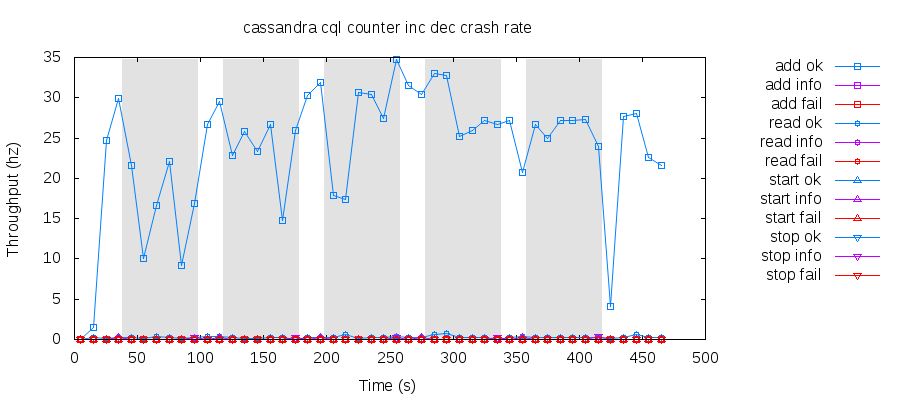 cassandra cql counter inc dec crash rate
Throughput (hz)
35
30
25
20
15
10
5
0
0 50 100 150 200 250 300 350 400 450 500
Time (s)
add ok
add info
add fail
read ok
read info
read fail
start ok
start info
start fail
stop ok
stop info
stop fail